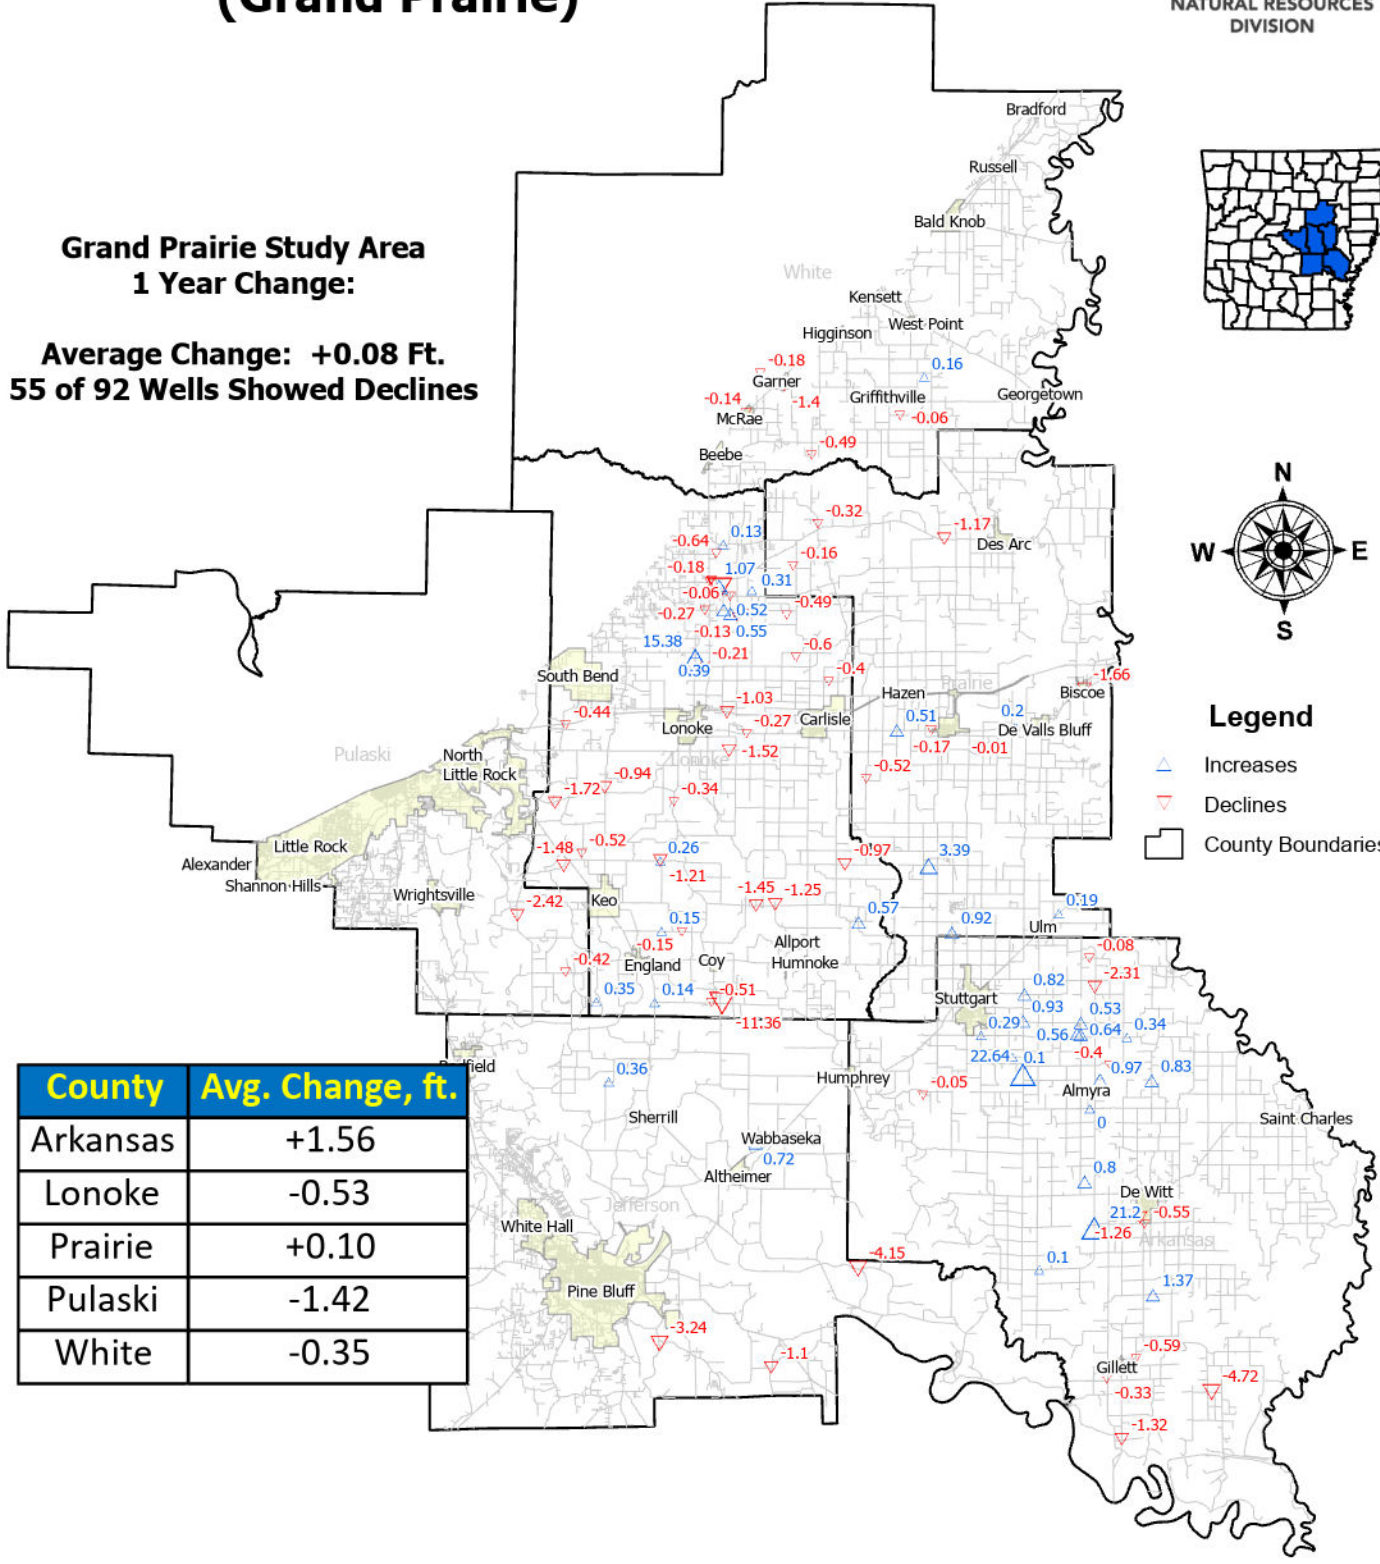 (Grand Prairie)
NATURAL RESOURCES
DIVISION
Grand Prairie Study Area
1 Year Change:
Average Change: +0.08 Ft.
55 of 92 Wells Showed Declines
Bradford
Russell
Bald Knob
White
Kensett
West Point
Higginson
-0.18
0.16
Garner
-0.14
-1.4
Griffithville
Georgetown
McRae
-0.06
-0.49
Beebe
-0.32
0.13
-1.17
-0.64
Des Arc
-0.16
-0.18
1.07
0.31
-0.06
-0.49
-0.27
0.52
-0.13
0.55
15.38
-0.6
-0.21
0.39
-0.4
South Bend
-1.66
Prairie
Hazen
Biscoe
-1.03
-0.44
0.51
0.2
-0.27
Carlisle
Lonoke
De Valls Bluff
-1.52
-0.17
-0.01
Lonoke
Pulaski
North
Little Rock
-0.52
-0.94
-1.72
-0.34
Little Rock
-0.52
-1.48
0.26
-0.97
3.39
Alexander
-1.21
Shannon Hills
Wrightsville
-1.45
-1.25
Keo
-2.42
0.57
0.19
0.15
0.92
Ulm
-0.15
Allport
-0.08
Coy
-0.42
England
Humnoke
-2.31
0.82
0.35
0.14
-0.51
Stuttgart
0.93
0.53
-11.36
0.29
0.56
0.64
0.34
22.64
0.1
-0.4
0.36
0.97
0.83
Humphrey
-0.05
Almyra
Sherrill
0
Saint Charles
Wabbaseka
0.72
Altheimer
0.8
De Witt
Jefferson
White Hall
21.2
-0.55
-1.26
Arkansas
-4.15
0.1
1.37
Pine Bluff
-3.24
-1.1
-0.59
Gillett
-4.72
-0.33
-1.32
N
W
E
S
Legend
Increases
Declines
County Boundaries
County Avg. Change, ft.
Arkansas +1.56
Lonoke -0.53
Prairie +0.10
Pulaski -1.42
White -0.35